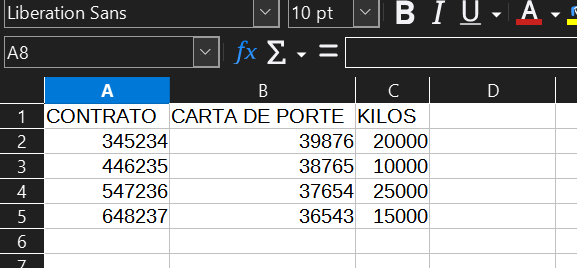 Liberation Sans 10 pt B I U A
A8 fx Σ =
A B C D
1 CONTRATO CARTA DE PORTE KILOS
2 345234 39876 20000
3 446235 38765 10000
4 547236 37654 25000
5 648237 36543 15000
6
7